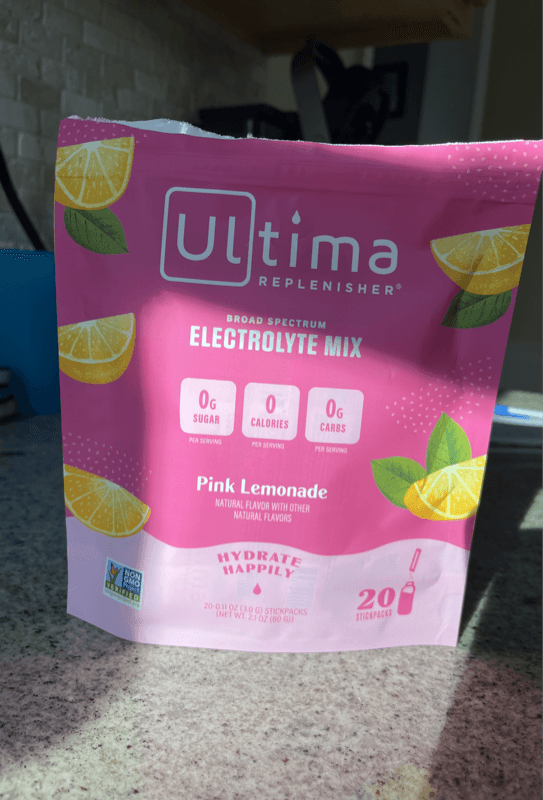 Ultima
REPLENISHER®
BROAD SPECTRUM
ELECTROLYTE MIX
0G
SUGAR
PER SERVING
0
CALORIES
PER SERVING
0G
CARBS
PER SERVING
Pink Lemonade
NATURAL FLAVOR WITH OTHER
NATURAL FLAVORS
HYDRATE
HAPPILY
NON
GMO
Project
VERIFIED
20-0.11 OZ (3.0 G) STICKPACKS
(NET WT. 2.1 OZ (60 G))
20
STICKPACKS